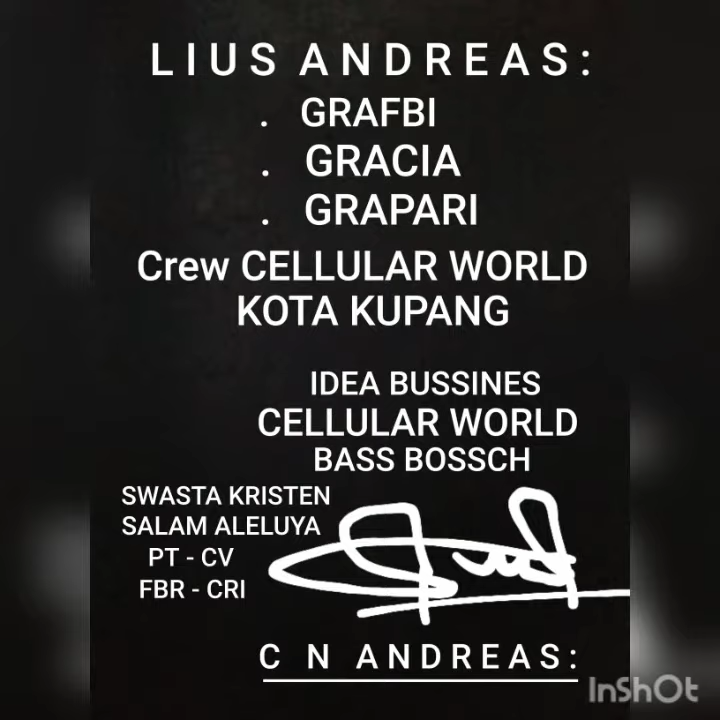 LIUS ANDREAS:
. GRAFBI
. GRACIA
. GRAPARI
Crew CELLULAR WORLD
KOTA KUPANG
IDEA BUSSINES
CELLULAR WORLD
BASS BOSSCH
SWASTA KRISTEN
SALAM ALELUYA
PT - CV
FBR - CRI
C N ANDREAS:
InShOt